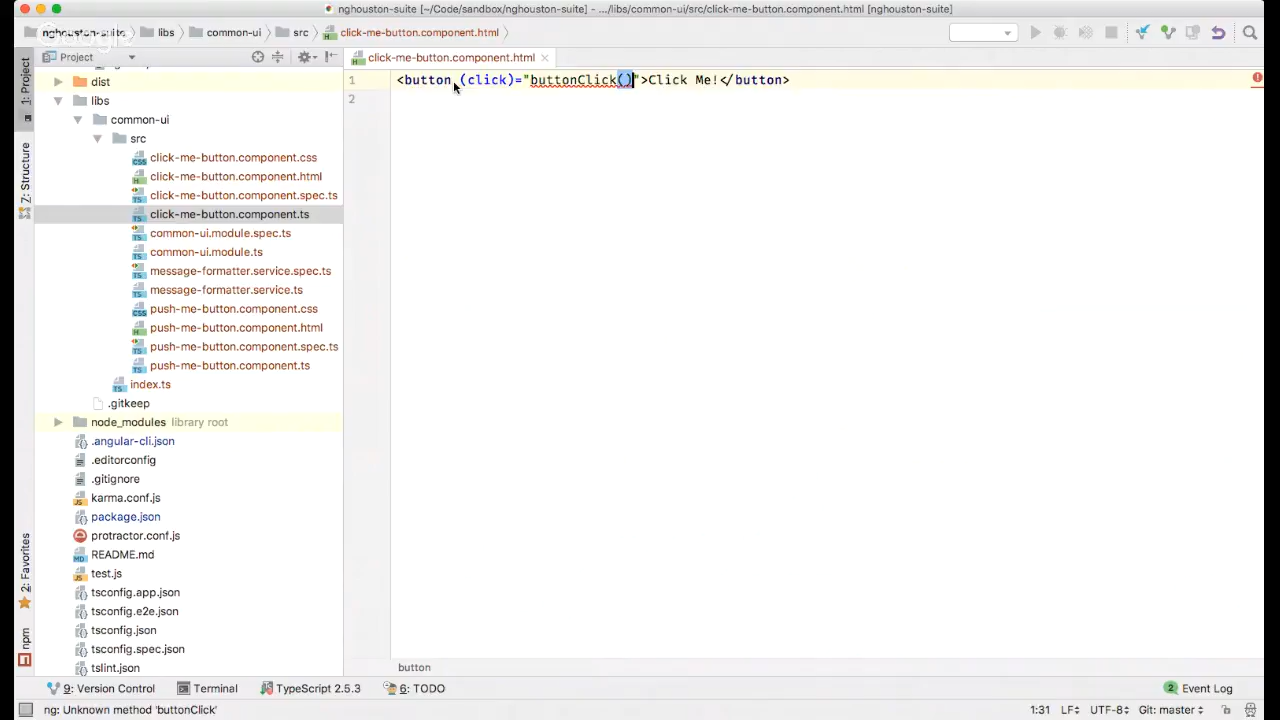 nghouston-suite [~/Code/sandbox/nghouston-suite] - .../libs/common-ui/src/click-me-button.component.html [nghouston-suite]
nghouston-suite libs common-ui src click-me-button.component.html
Google
Project
click-me-button.component.html
1: Project
Z: Structure
2: Favorites
npm
dist
libs
common-ui
src
click-me-button.component.css
click-me-button.component.html
click-me-button.component.spec.ts
click-me-button.component.ts
common-ui.module.spec.ts
common-ui.module.ts
message-formatter.service.spec.ts
message-formatter.service.ts
push-me-button.component.css
push-me-button.component.html
push-me-button.component.spec.ts
push-me-button.component.ts
index.ts
.gitkeep
node_modules library root
.angular-cli.json
.editorconfig
.gitignore
karma.conf.js
package.json
protractor.conf.js
README.md
test.js
tsconfig.app.json
tsconfig.e2e.json
tsconfig.json
tsconfig.spec.json
tslint.json
1 <button (click)="buttonClick()">Click Me!</button>
2
button
9: Version Control Terminal TypeScript 2.5.3 6: TODO 2 Event Log
ng: Unknown method 'buttonClick' 1:31 LF÷ UTF-8÷ Git: master÷